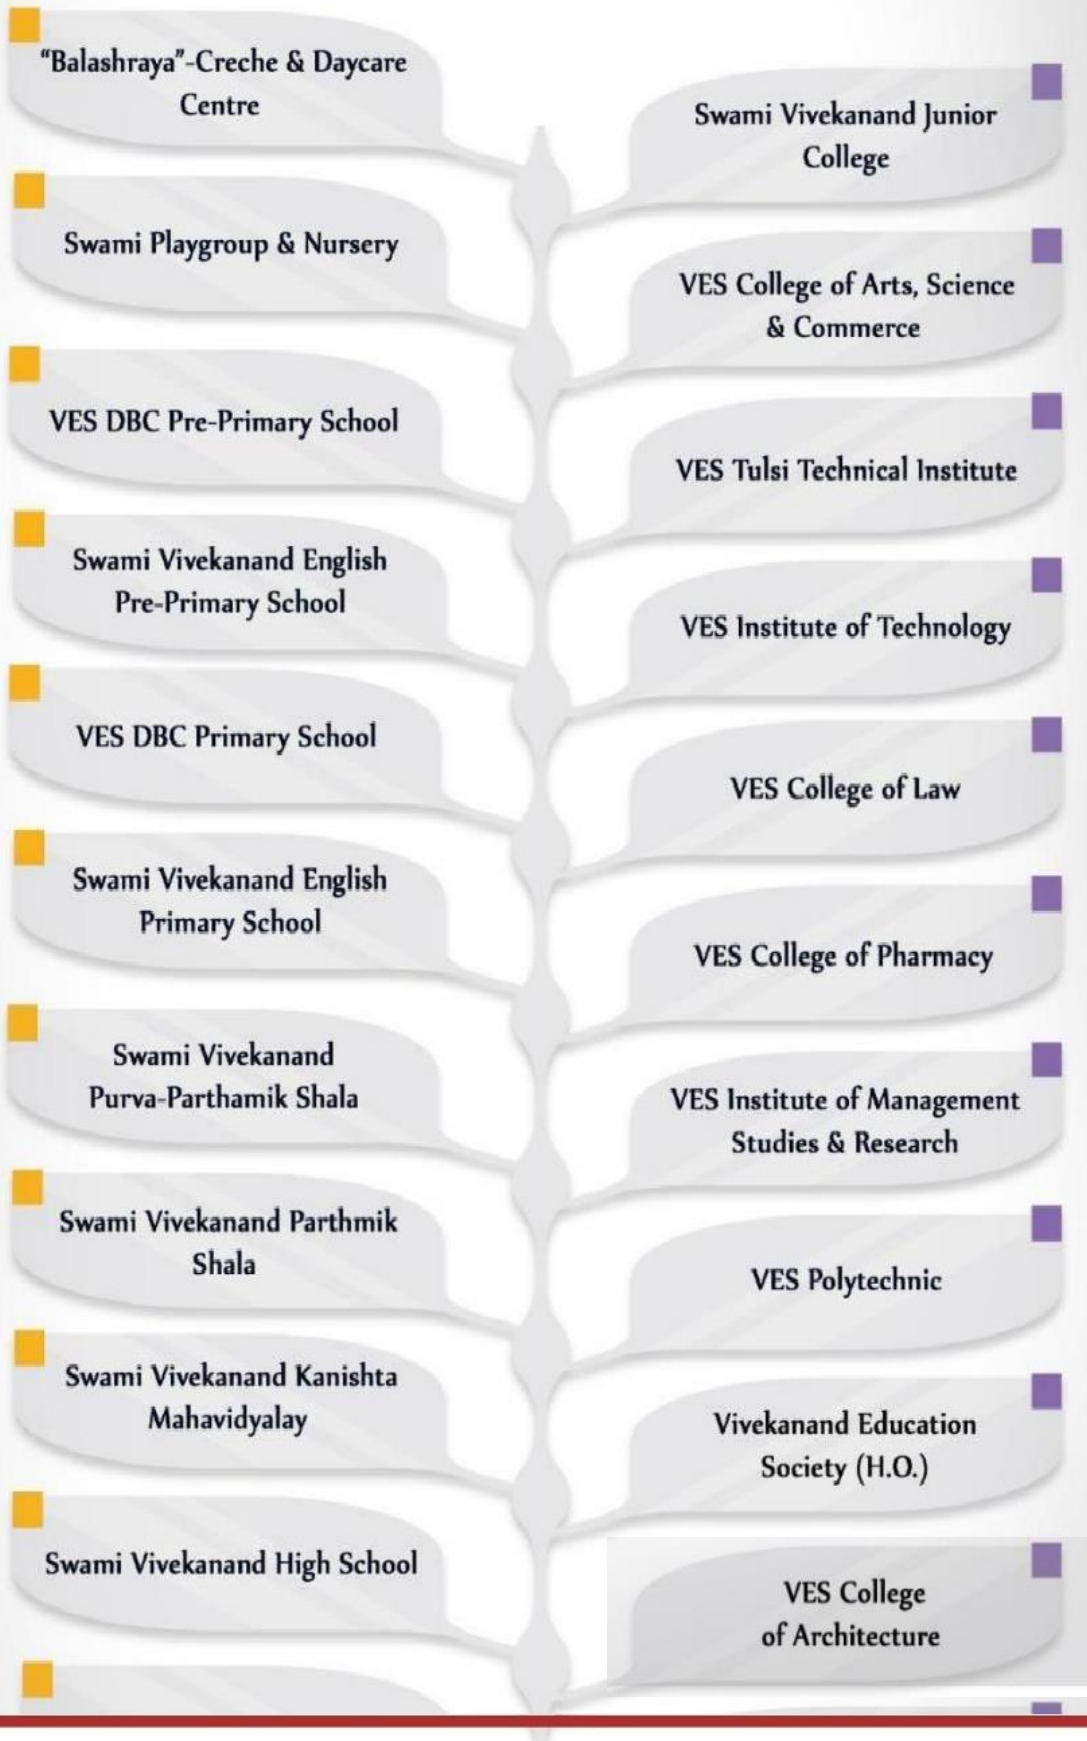 “Balashraya”-Creche & Daycare
Centre
Swami Playgroup & Nursery
VES DBC Pre-Primary School
Swami Vivekanand English
Pre-Primary School
VES DBC Primary School
Swami Vivekanand English
Primary School
Swami Vivekanand
Purva-Parthamik Shala
Swami Vivekanand Parthmik
Shala
Swami Vivekanand Kanishta
Mahavidyalay
Swami Vivekanand High School
Swami Vivekanand Junior
College
VES College of Arts, Science
& Commerce
VES Tulsi Technical Institute
VES Institute of Technology
VES College of Law
VES College of Pharmacy
VES Institute of Management
Studies & Research
VES Polytechnic
Vivekanand Education
Society (H.O.)
VES College
of Architecture